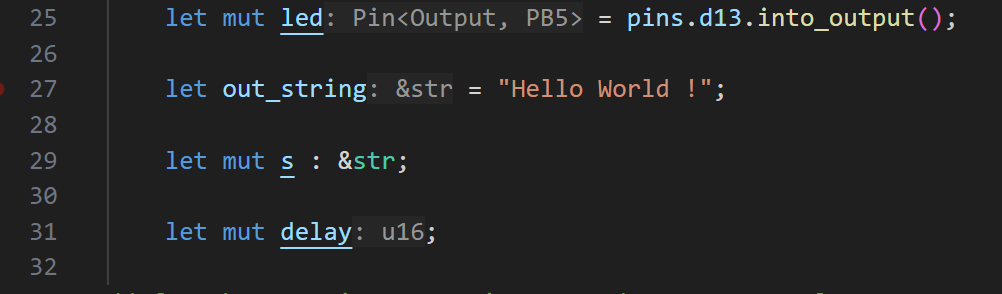 25 let mut led: Pin<Output, PB5> = pins.d13.into_output();
26
27 let out_string: &str = "Hello World !";
28
29 let mut s : &str;
30
31 let mut delay: u16;
32